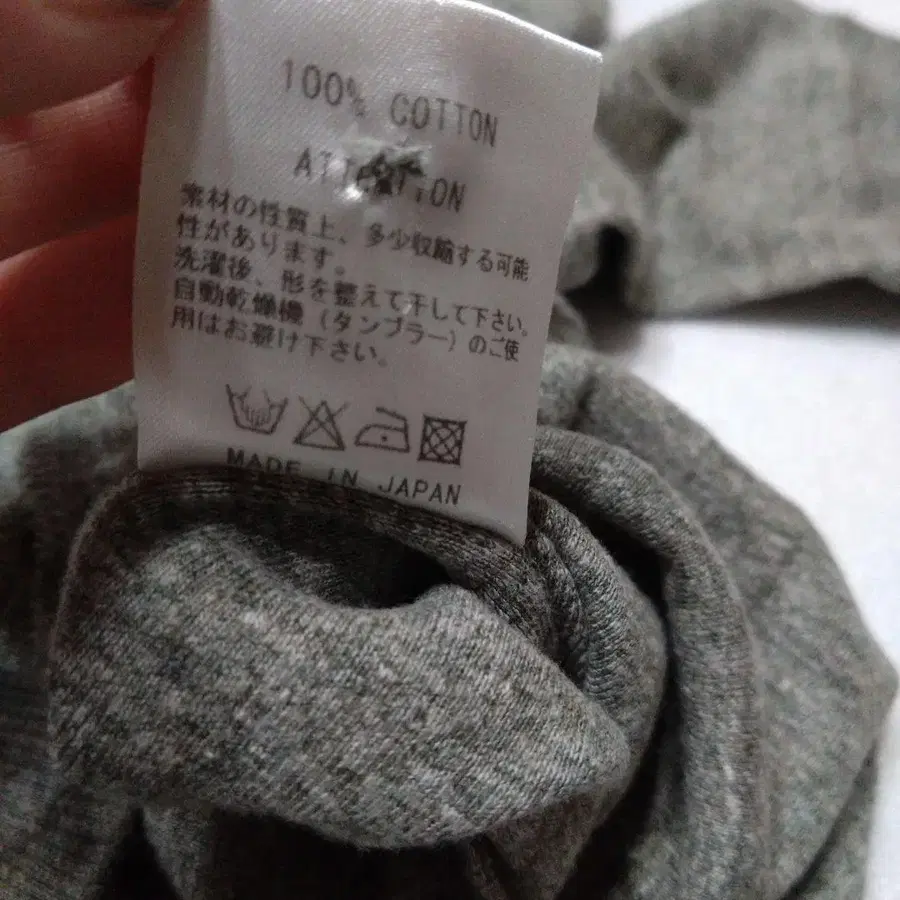 100% COTTON
ATTENTION
素材の性質上、多少収縮する可能
性があります。
洗濯後、形を整えて干して下さい。
自動乾燥機（タンブラー）のご使
用はお避け下さい。
MADE IN JAPAN